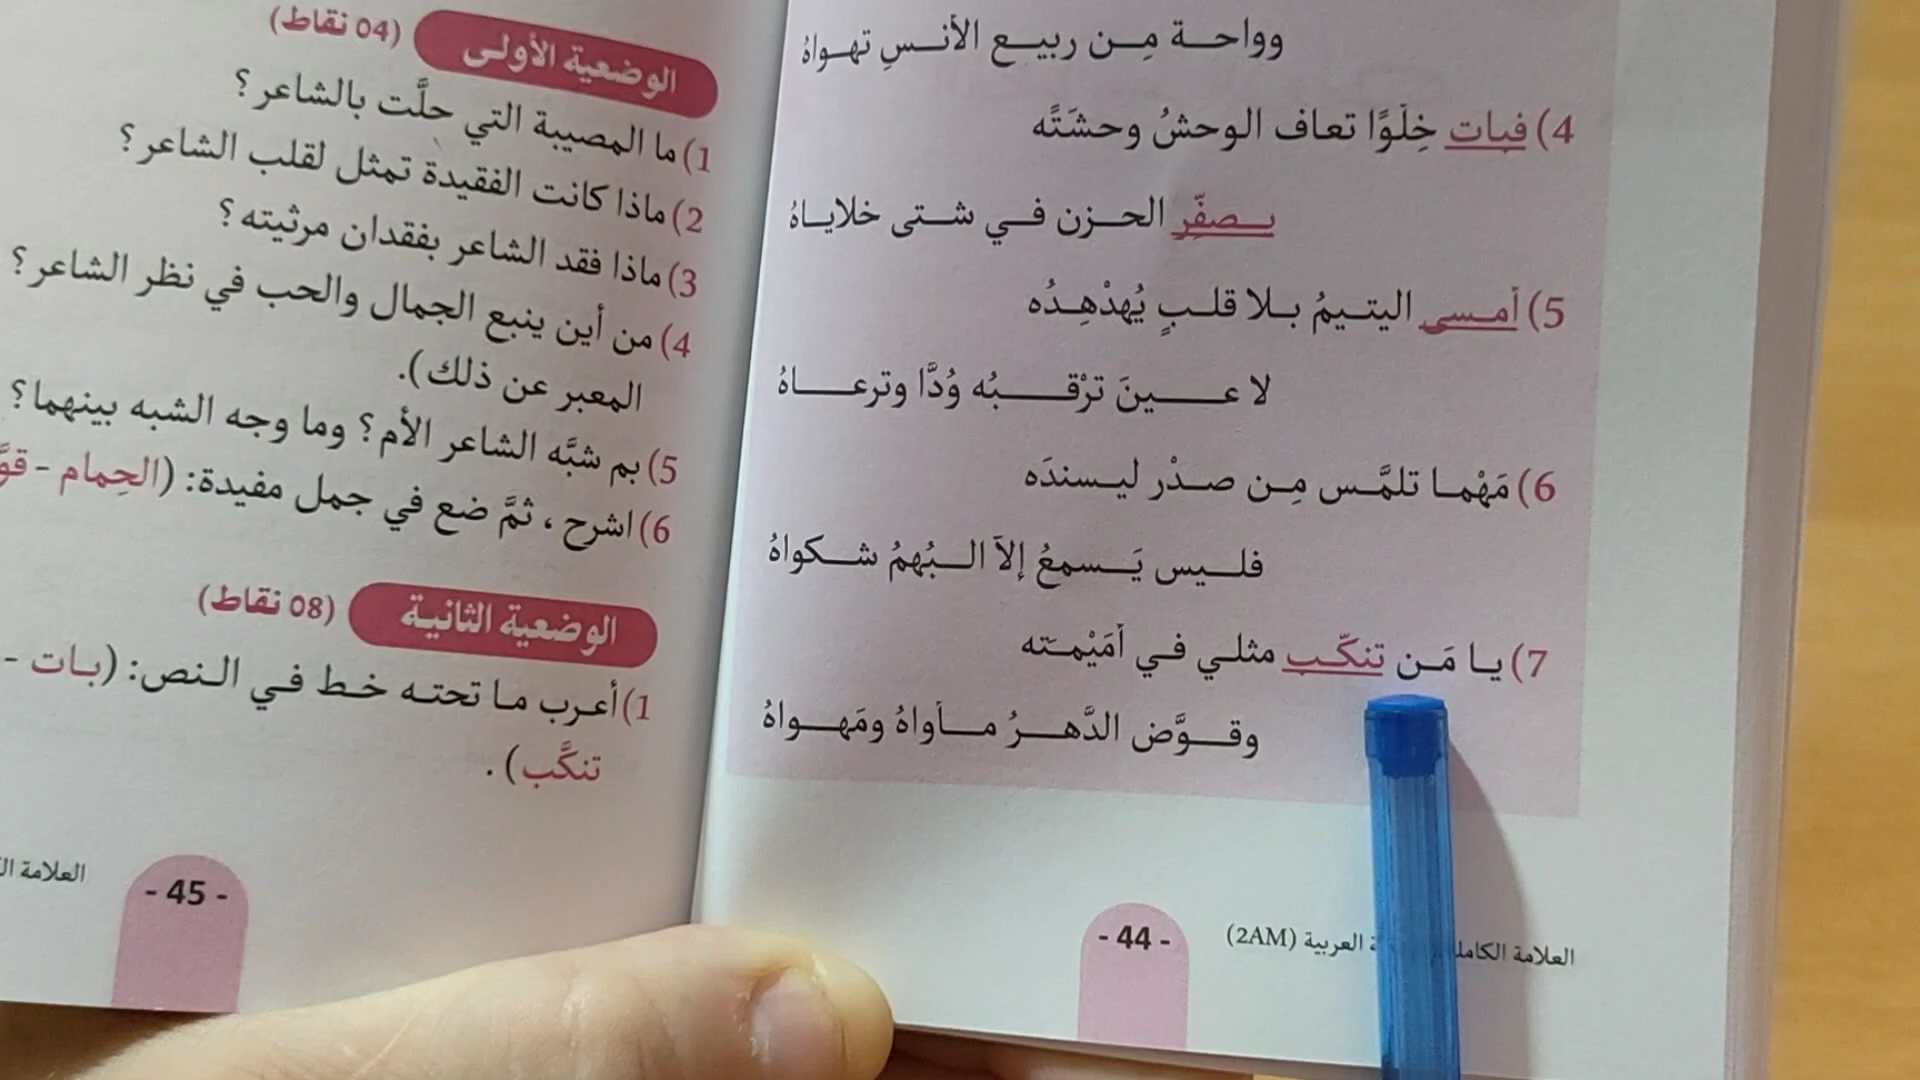 وواحة مِن ربيع الأنسِ تهواهُ
4) فبات خِلْوًا تعاف الوحشُ وحشَتَه
يصفّر الحزن في شتى خلاياهُ
5) أمسى اليتيمُ بلا قلبٍ يُهدْهِدُه
لا عينَ ترْقبُه وُدَّا وترعاهُ
6) مَهْما تلمَّس مِن صدْر ليسندَه
فليس يَسمعُ إلاَ البُهمُ شكواهُ
7) يا مَن تنكّب مثلي في أمَيْمَته
وقوَّض الدَّهرُ مأواهُ ومَهواهُ
العلامة العربية (2AM)
- 44 -
الوضعية الأولى (04 نقاط)
1) ما المصيبة التي حلَّت بالشاعر؟
2) ماذا كانت الفقيدة تمثل لقلب الشاعر؟
3) ماذا فقد الشاعر بفقدان مرثيته؟
4) من أين ينبع الجمال والحب في نظر الشاعر؟
المعبر عن ذلك).
5) بم شبَّه الشاعر الأم؟ وما وجه الشبه بينهما؟
6) اشرح، ثمَّ ضع في جمل مفيدة: (الحِمام -
الوضعية الثانية (08 نقاط)
1) أعرب ما تحته خط في النص: (بات -
تنكَّب).
العلامة
- 45 -